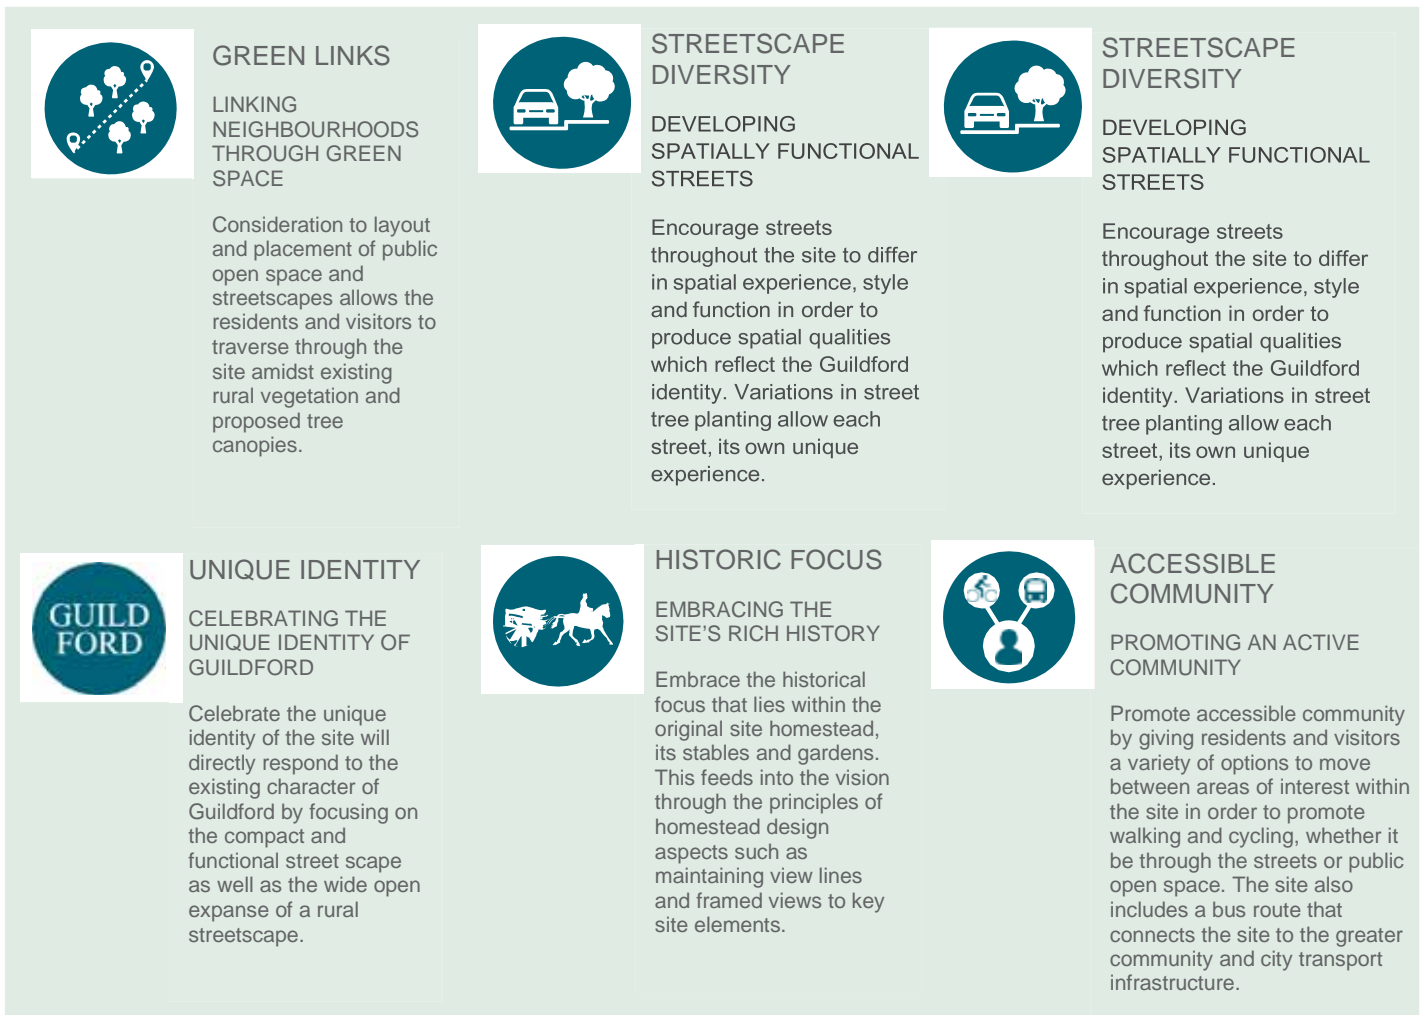 GREEN LINKS
LINKING
NEIGHBOURHOODS
THROUGH GREEN
SPACE
Consideration to layout
and placement of public
open space and
streetscapes allows the
residents and visitors to
traverse through the
site amidst existing
rural vegetation and
proposed tree
canopies.
STREETSCAPE
DIVERSITY
DEVELOPING
SPATIALLY FUNCTIONAL
STREETS
Encourage streets
throughout the site to differ
in spatial experience, style
and function in order to
produce spatial qualities
which reflect the Guildford
identity. Variations in street
tree planting allow each
street, its own unique
experience.
STREETSCAPE
DIVERSITY
DEVELOPING
SPATIALLY FUNCTIONAL
STREETS
Encourage streets
throughout the site to differ
in spatial experience, style
and function in order to
produce spatial qualities
which reflect the Guildford
identity. Variations in street
tree planting allow each
street, its own unique
experience.
GUILD
FORD
UNIQUE IDENTITY
CELEBRATING THE
UNIQUE IDENTITY OF
GUILDFORD
Celebrate the unique
identity of the site will
directly respond to the
existing character of
Guildford by focusing on
the compact and
functional street scape
as well as the wide open
expanse of a rural
streetscape.
HISTORIC FOCUS
EMBRACING THE
SITE'S RICH HISTORY
Embrace the historical
focus that lies within the
original site homestead,
its stables and gardens.
This feeds into the vision
through the principles of
homestead design
aspects such as
maintaining view lines
and framed views to key
site elements.
ACCESSIBLE
COMMUNITY
PROMOTING AN ACTIVE
COMMUNITY
Promote accessible community
by giving residents and visitors
a variety of options to move
between areas of interest within
the site in order to promote
walking and cycling, whether it
be through the streets or public
open space. The site also
includes a bus route that
connects the site to the greater
community and city transport
infrastructure.